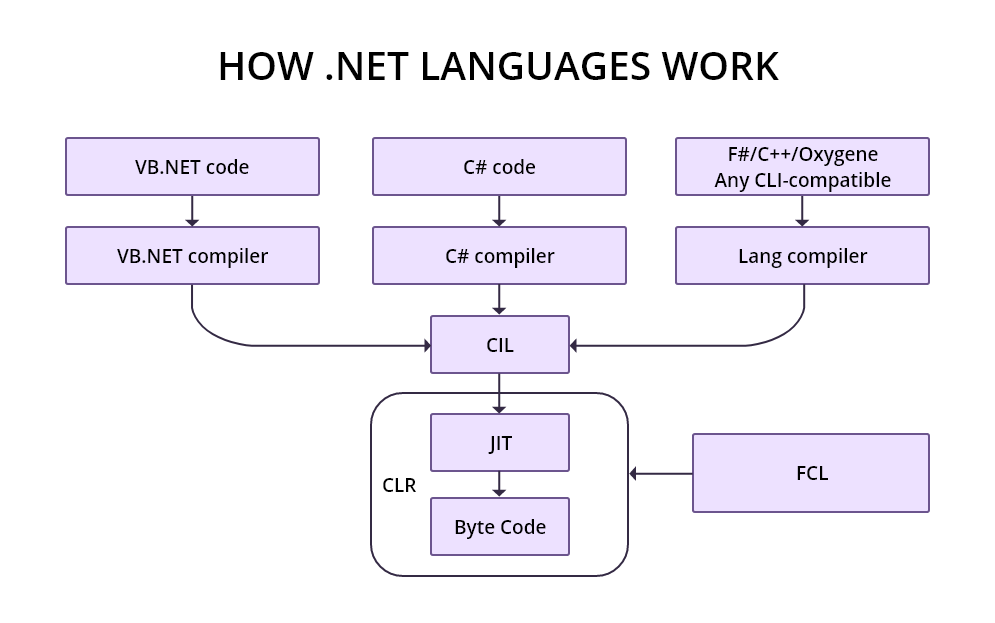 HOW .NET LANGUAGES WORK
VB.NET code
C# code
F#/C++/Oxygene
Any CLI-compatible
VB.NET compiler
C# compiler
Lang compiler
CIL
JIT
CLR
Byte Code
FCL